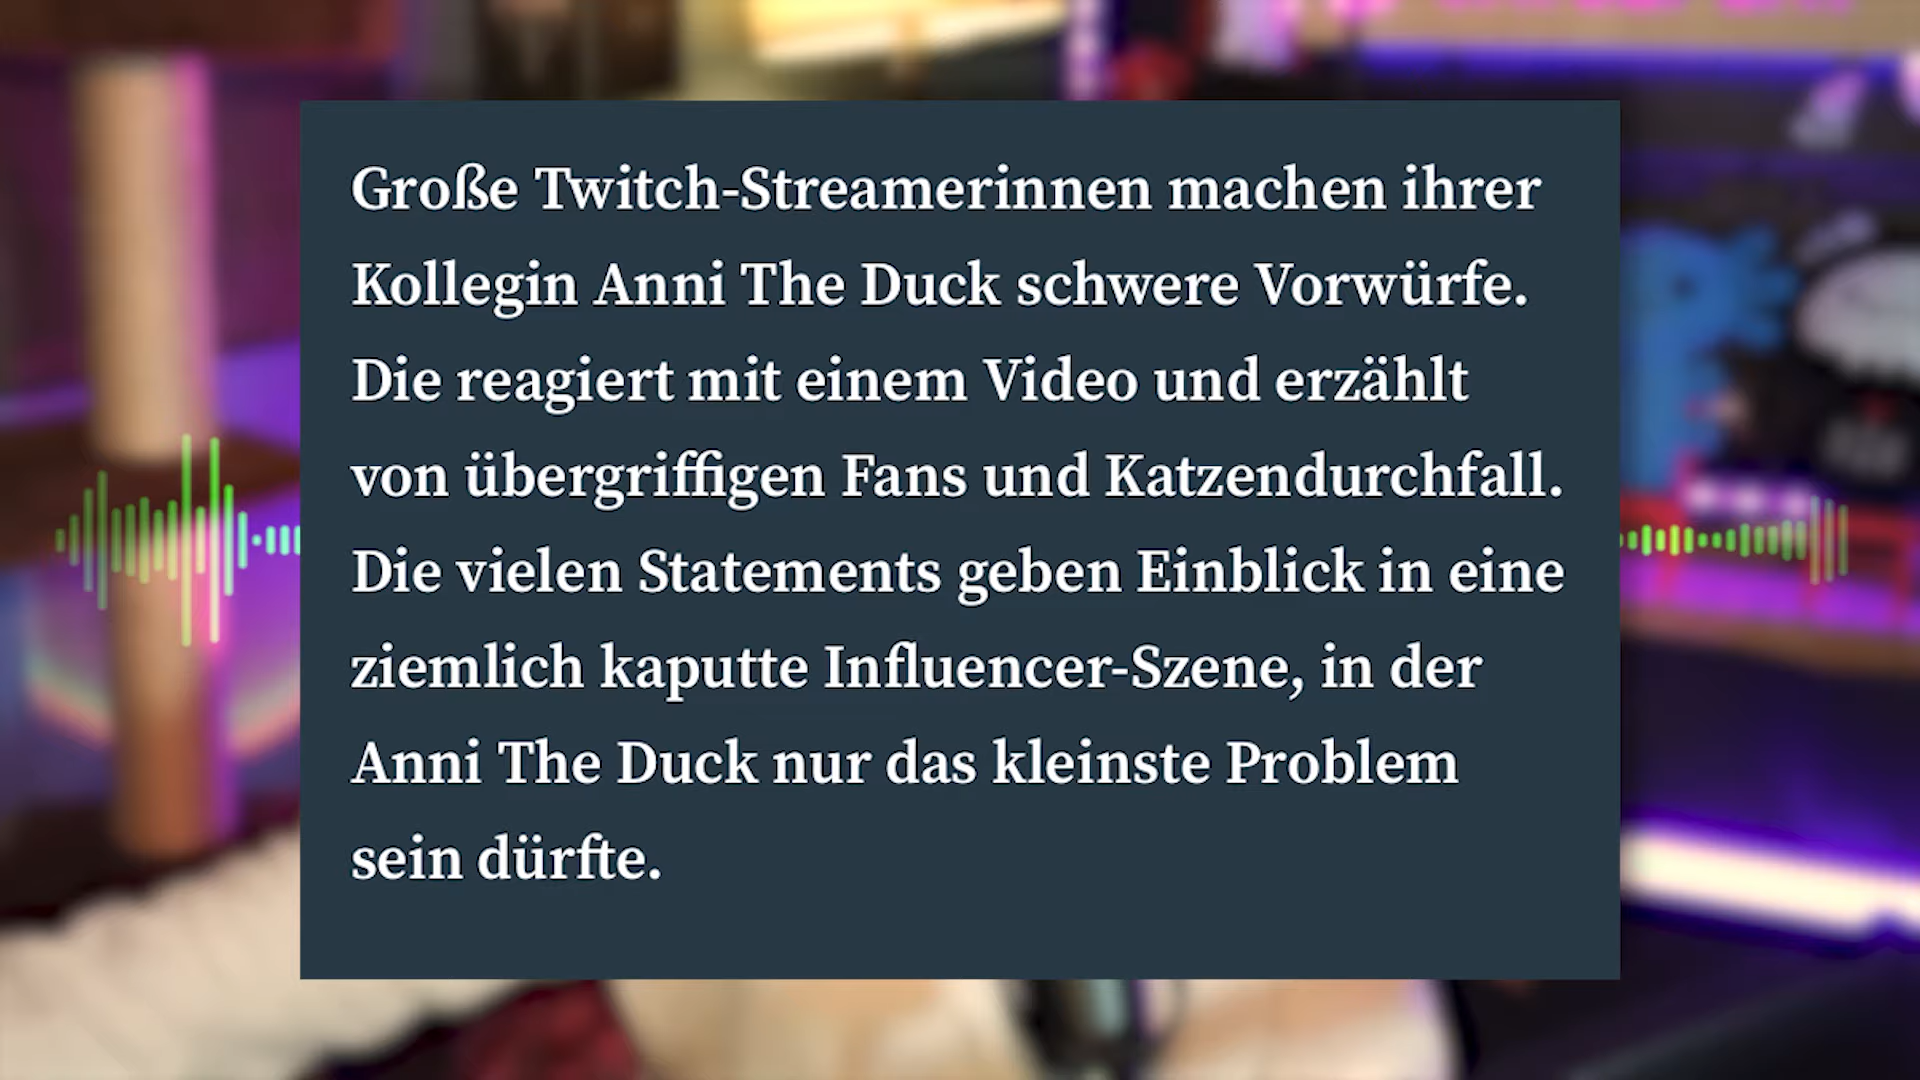 Große Twitch-Streamerinnen machen ihrer
Kollegin Anni The Duck schwere Vorwürfe.
Die reagiert mit einem Video und erzählt
von übergriffigen Fans und Katzendurchfall.
Die vielen Statements geben Einblick in eine
ziemlich kaputte Influencer-Szene, in der
Anni The Duck nur das kleinste Problem
sein dürfte.